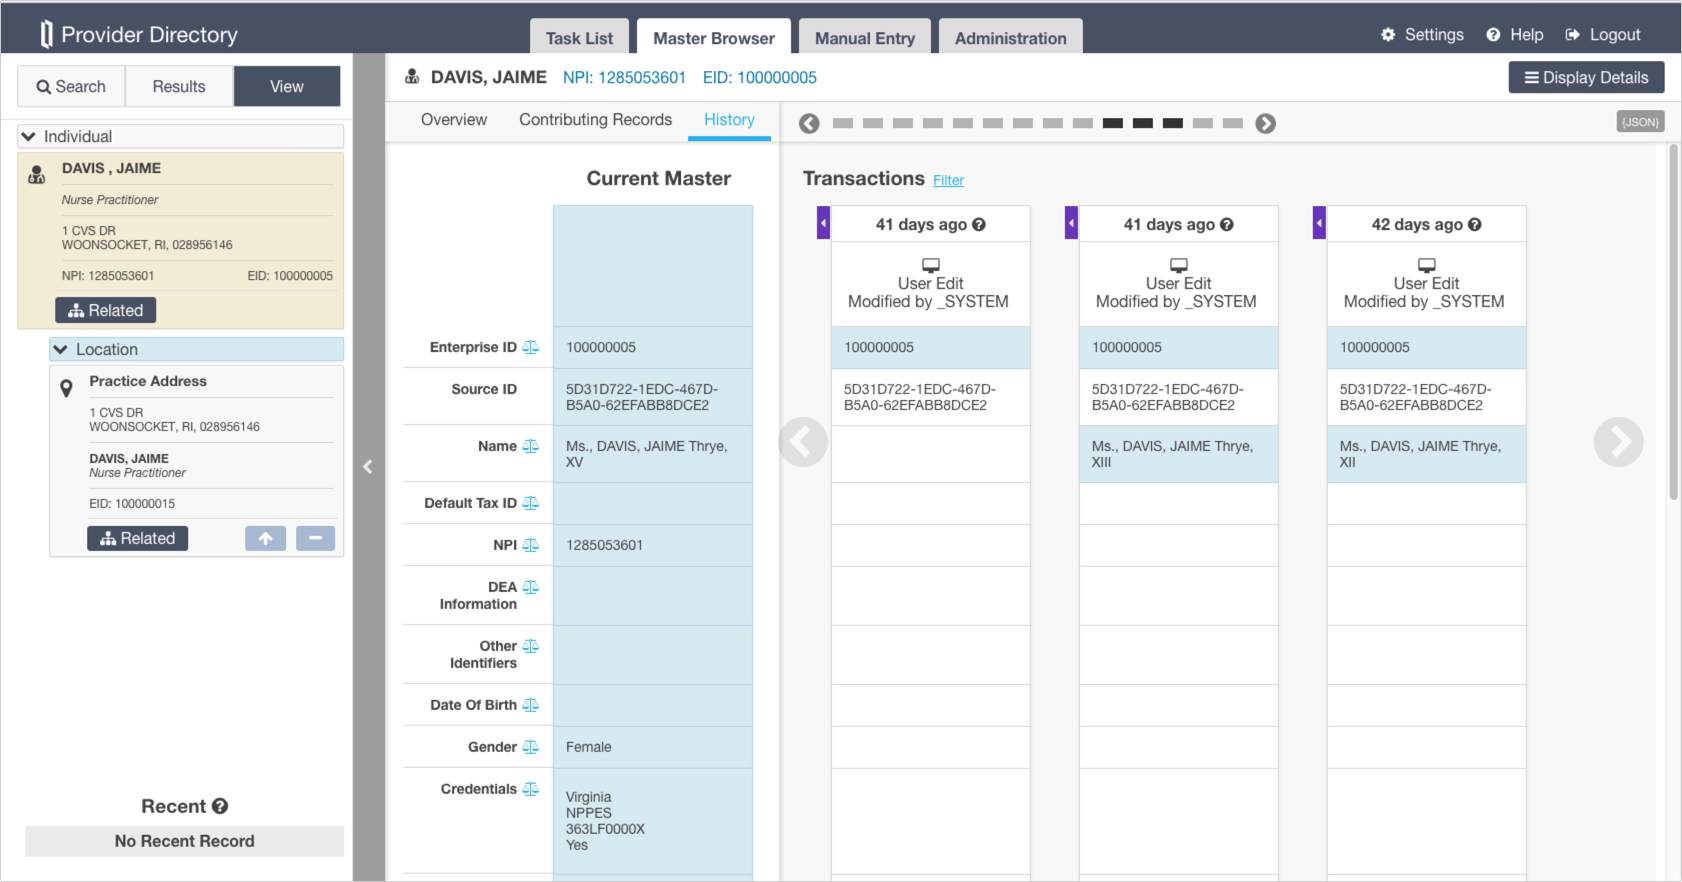 Provider Directory
Task List
Master Browser
Manual Entry
Administration
Settings
Help
Logout
Search
Results
View
DAVIS, JAIME NPI: 1285053601 EID: 100000005
Display Details
Overview
Contributing Records
History
{JSON}
Individual
DAVIS , JAIME
Nurse Practitioner
1 CVS DR
WOONSOCKET, RI, 028956146
NPI: 1285053601 EID: 100000005
Related
Location
Practice Address
1 CVS DR
WOONSOCKET, RI, 028956146
DAVIS, JAIME
Nurse Practitioner
EID: 100000015
Related
Recent
No Recent Record
Current Master
Transactions Filter
41 days ago
41 days ago
42 days ago
User Edit
Modified by _SYSTEM
User Edit
Modified by _SYSTEM
User Edit
Modified by _SYSTEM
Enterprise ID
100000005
100000005
100000005
100000005
Source ID
5D31D722-1EDC-467D-
B5A0-62EFABB8DCE2
5D31D722-1EDC-467D-
B5A0-62EFABB8DCE2
5D31D722-1EDC-467D-
B5A0-62EFABB8DCE2
5D31D722-1EDC-467D-
B5A0-62EFABB8DCE2
Name
Ms., DAVIS, JAIME Thrye,
XV
Ms., DAVIS, JAIME Thrye,
XIII
Ms., DAVIS, JAIME Thrye,
XII
Default Tax ID
NPI
1285053601
DEA
Information
Other
Identifiers
Date Of Birth
Gender
Female
Credentials
Virginia
NPPES
363LF0000X
Yes